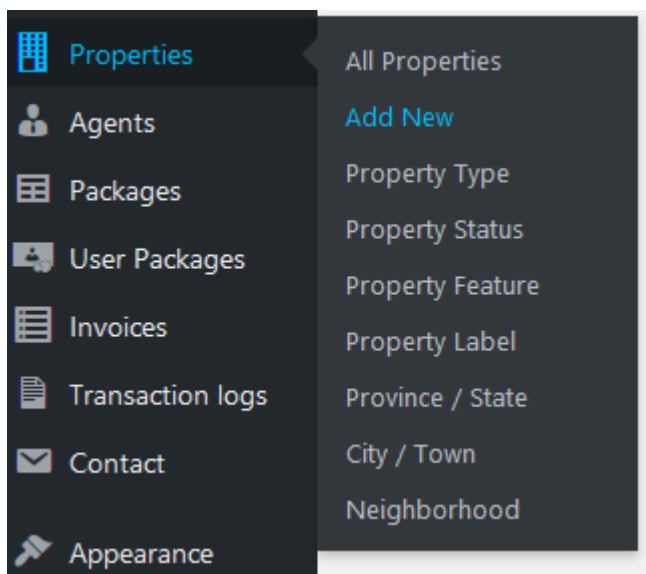 Properties
Agents
Packages
User Packages
Invoices
Transaction logs
Contact
Appearance
All Properties
Add New
Property Type
Property Status
Property Feature
Property Label
Province / State
City / Town
Neighborhood